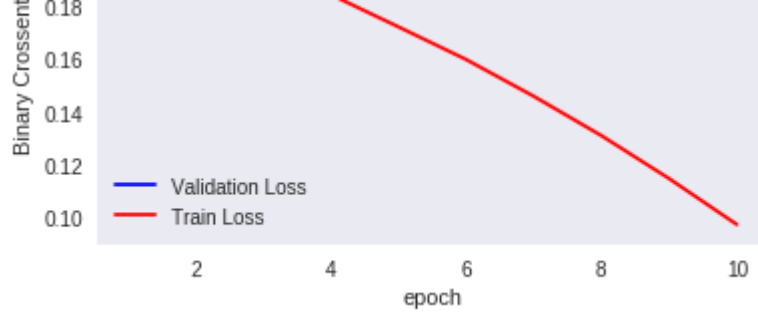 0.18
0.16
0.14
0.12
0.10
Binary Crossent
Validation Loss
Train Loss
2 4 6 8 10
epoch